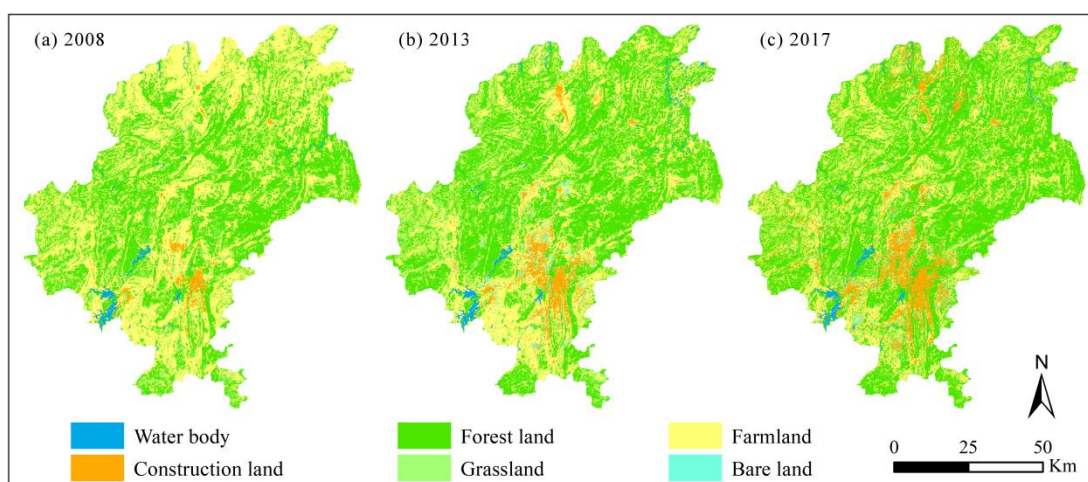 (a) 2008
(b) 2013
(c) 2017
N
Water body
Forest land
Farmland
Construction land
Grassland
Bare land
0 25 50
Km